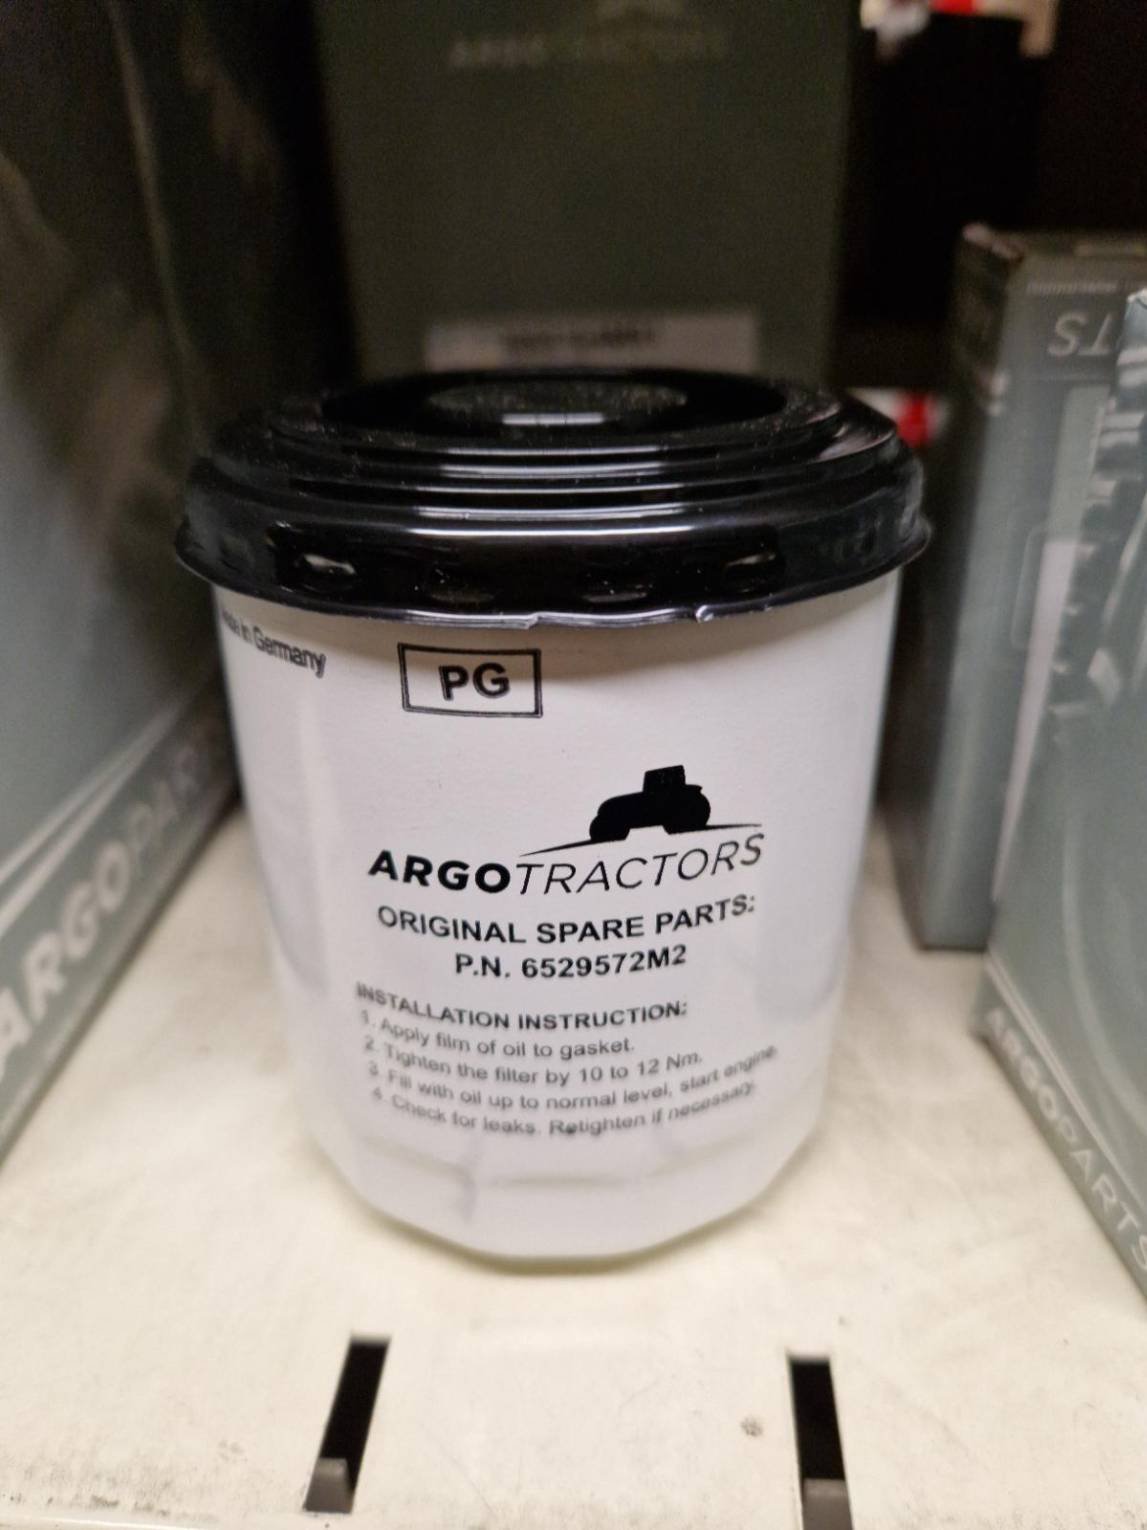 Made in Germany
PG
ARGOTRACTORS
ORIGINAL SPARE PARTS:
P.N. 6529572M2
INSTALLATION INSTRUCTION:
1. Apply film of oil to gasket.
2. Tighten the filter by 10 to 12 Nm.
3. Fill with oil up to normal level, start engine.
4. Check for leaks. Retighten if necessary.
ARGOPARTS
ARGOPARTS